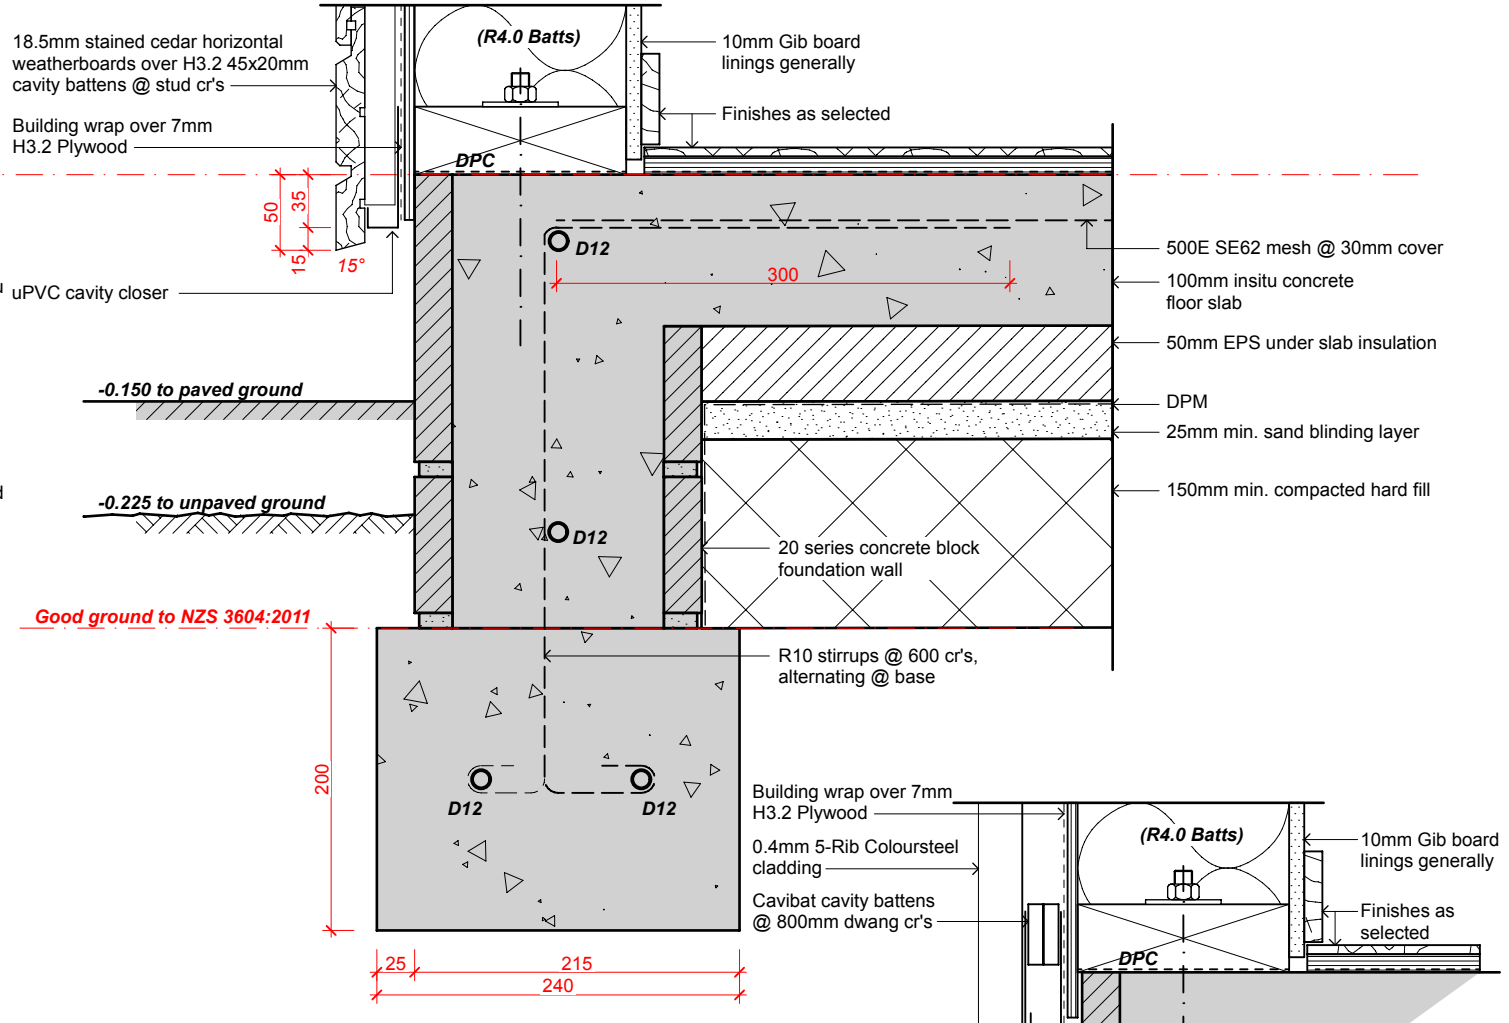 18.5mm stained cedar horizontal
weatherboards over H3.2 45x20mm
cavity battens @ stud cr's
Building wrap over 7mm
H3.2 Plywood
(R4.0 Batts)
10mm Gib board
linings generally
Finishes as selected
DPC
50
35
15
15°
uPVC cavity closer
D12
300
500E SE62 mesh @ 30mm cover
100mm insitu concrete
floor slab
50mm EPS under slab insulation
-0.150 to paved ground
DPM
25mm min. sand blinding layer
-0.225 to unpaved ground
150mm min. compacted hard fill
D12
20 series concrete block
foundation wall
Good ground to NZS 3604:2011
R10 stirrups @ 600 cr's,
alternating @ base
200
D12
D12
25
215
240
Building wrap over 7mm
H3.2 Plywood
0.4mm 5-Rib Coloursteel
cladding
Cavibat cavity battens
@ 800mm dwang cr's
(R4.0 Batts)
10mm Gib board
linings generally
Finishes as
selected
DPC